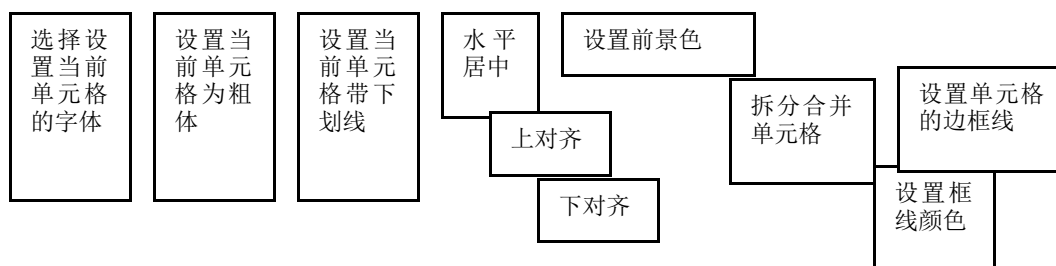 选择设
置当前
单元格
的字体
设置当
前单元
格为粗
体
设置当
前单元
格带下
划线
水平
居中
上对齐
下对齐
设置前景色
拆分合并
单元格
设置单元格
的边框线
设置框
线颜色